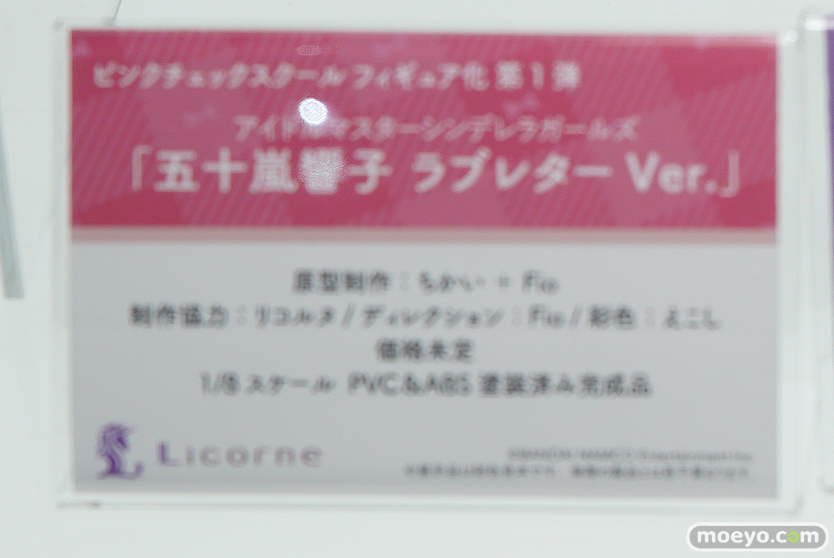 ピンクチェックスクール フィギュア化 第1弾
アイドルマスターシンデレラガールズ
「五十嵐響子 ラブレター Ver.」
原型制作:ちかい + Fio
制作協力:リコルヌ/ディレクション:Fio/彩色:えこし
価格未定
1/8スケール PVC&ABS 塗装済み完成品
Licorne
©BANDAI NAMCO Entertainment Inc.
moeyo.com